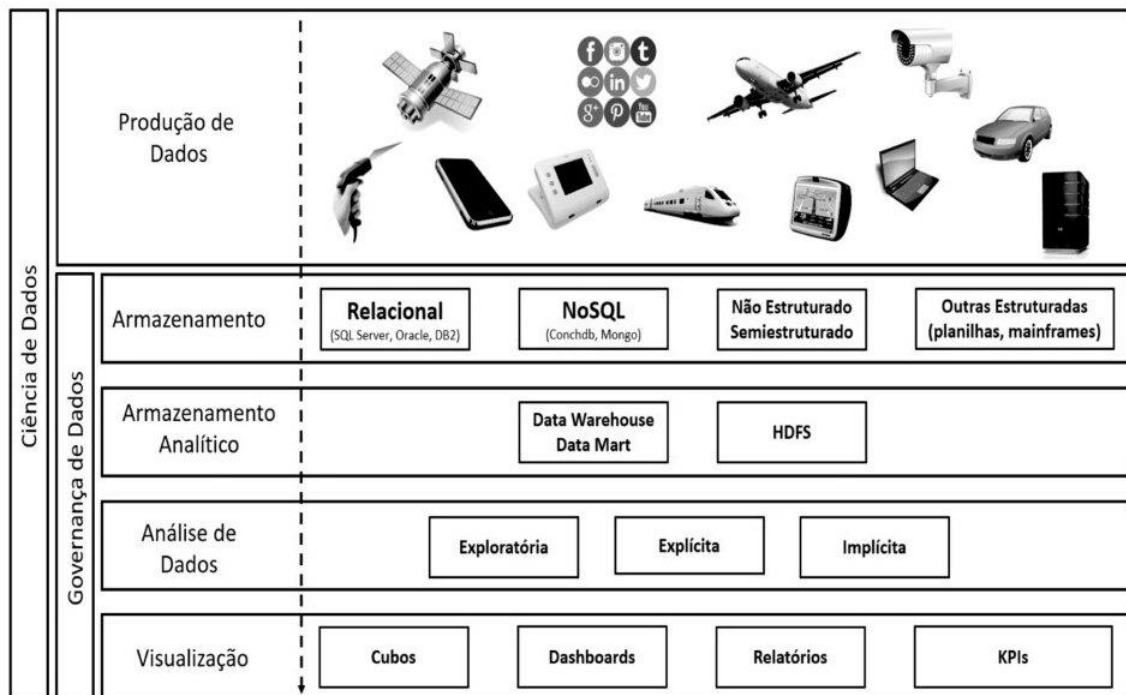 Ciência de Dados
Produção de
Dados
f
t
in
g+
You
Governança de Dados
Armazenamento
Relacional
(SQL Server, Oracle, DB2)
NoSQL
(Conchdb, Mongo)
Não Estruturado
Semiestruturado
Outras Estruturadas
(planilhas, mainframes)
Armazenamento
Analítico
Data Warehouse
Data Mart
HDFS
Análise de
Dados
Exploratória
Explícita
Implícita
Visualização
Cubos
Dashboards
Relatórios
KPIs